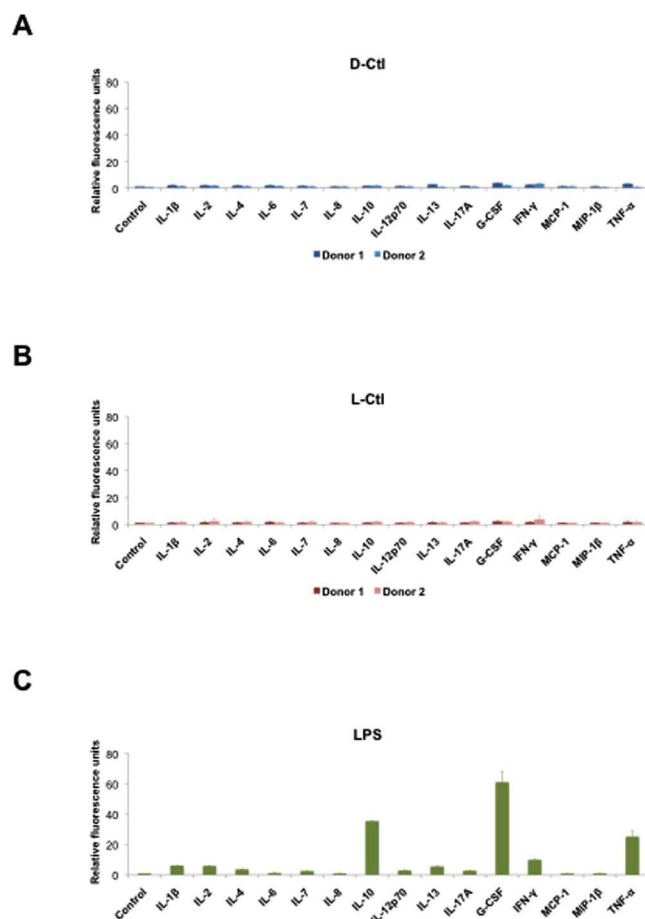 A
D-Ctl
Relative fluorescence units
80
60
40
20
0
Control IL-1β IL-2 IL-4 IL-6 IL-7 IL-8 IL-10 IL-12p70 IL-13 IL-17A G-CSF IFN-γ MCP-1 MIP-1β TNF-α
Donor 1 Donor 2
B
L-Ctl
Relative fluorescence units
80
60
40
20
0
Control IL-1β IL-2 IL-4 IL-6 IL-7 IL-8 IL-10 IL-12p70 IL-13 IL-17A G-CSF IFN-γ MCP-1 MIP-1β TNF-α
Donor 1 Donor 2
C
LPS
Relative fluorescence units
80
60
40
20
0
Control IL-1β IL-2 IL-4 IL-6 IL-7 IL-8 IL-10 IL-12p70 IL-13 IL-17A G-CSF IFN-γ MCP-1 MIP-1β TNF-α